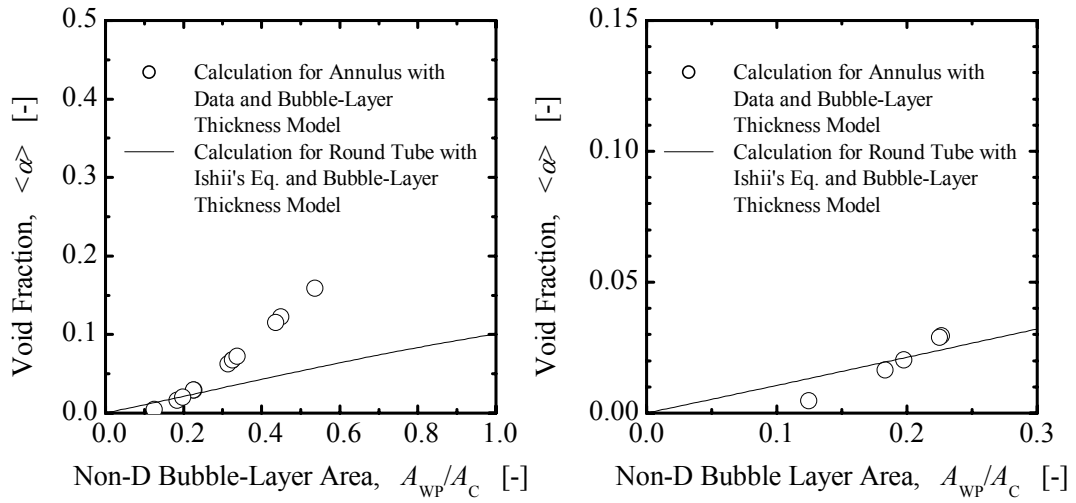 0.5
0.4
0.3
0.2
0.1
0.0
Void Fraction, <α> [-]
Calculation for Annulus with
Data and Bubble-Layer
Thickness Model
Calculation for Round Tube with
Ishii's Eq. and Bubble-Layer
Thickness Model
0.0 0.2 0.4 0.6 0.8 1.0
Non-D Bubble-Layer Area, A_WP/A_C [-]
0.15
0.10
0.05
0.00
Void Fraction, <α> [-]
Calculation for Annulus with
Data and Bubble-Layer
Thickness Model
Calculation for Round Tube with
Ishii's Eq. and Bubble-Layer
Thickness Model
0.0 0.1 0.2 0.3
Non-D Bubble Layer Area, A_WP/A_C [-]